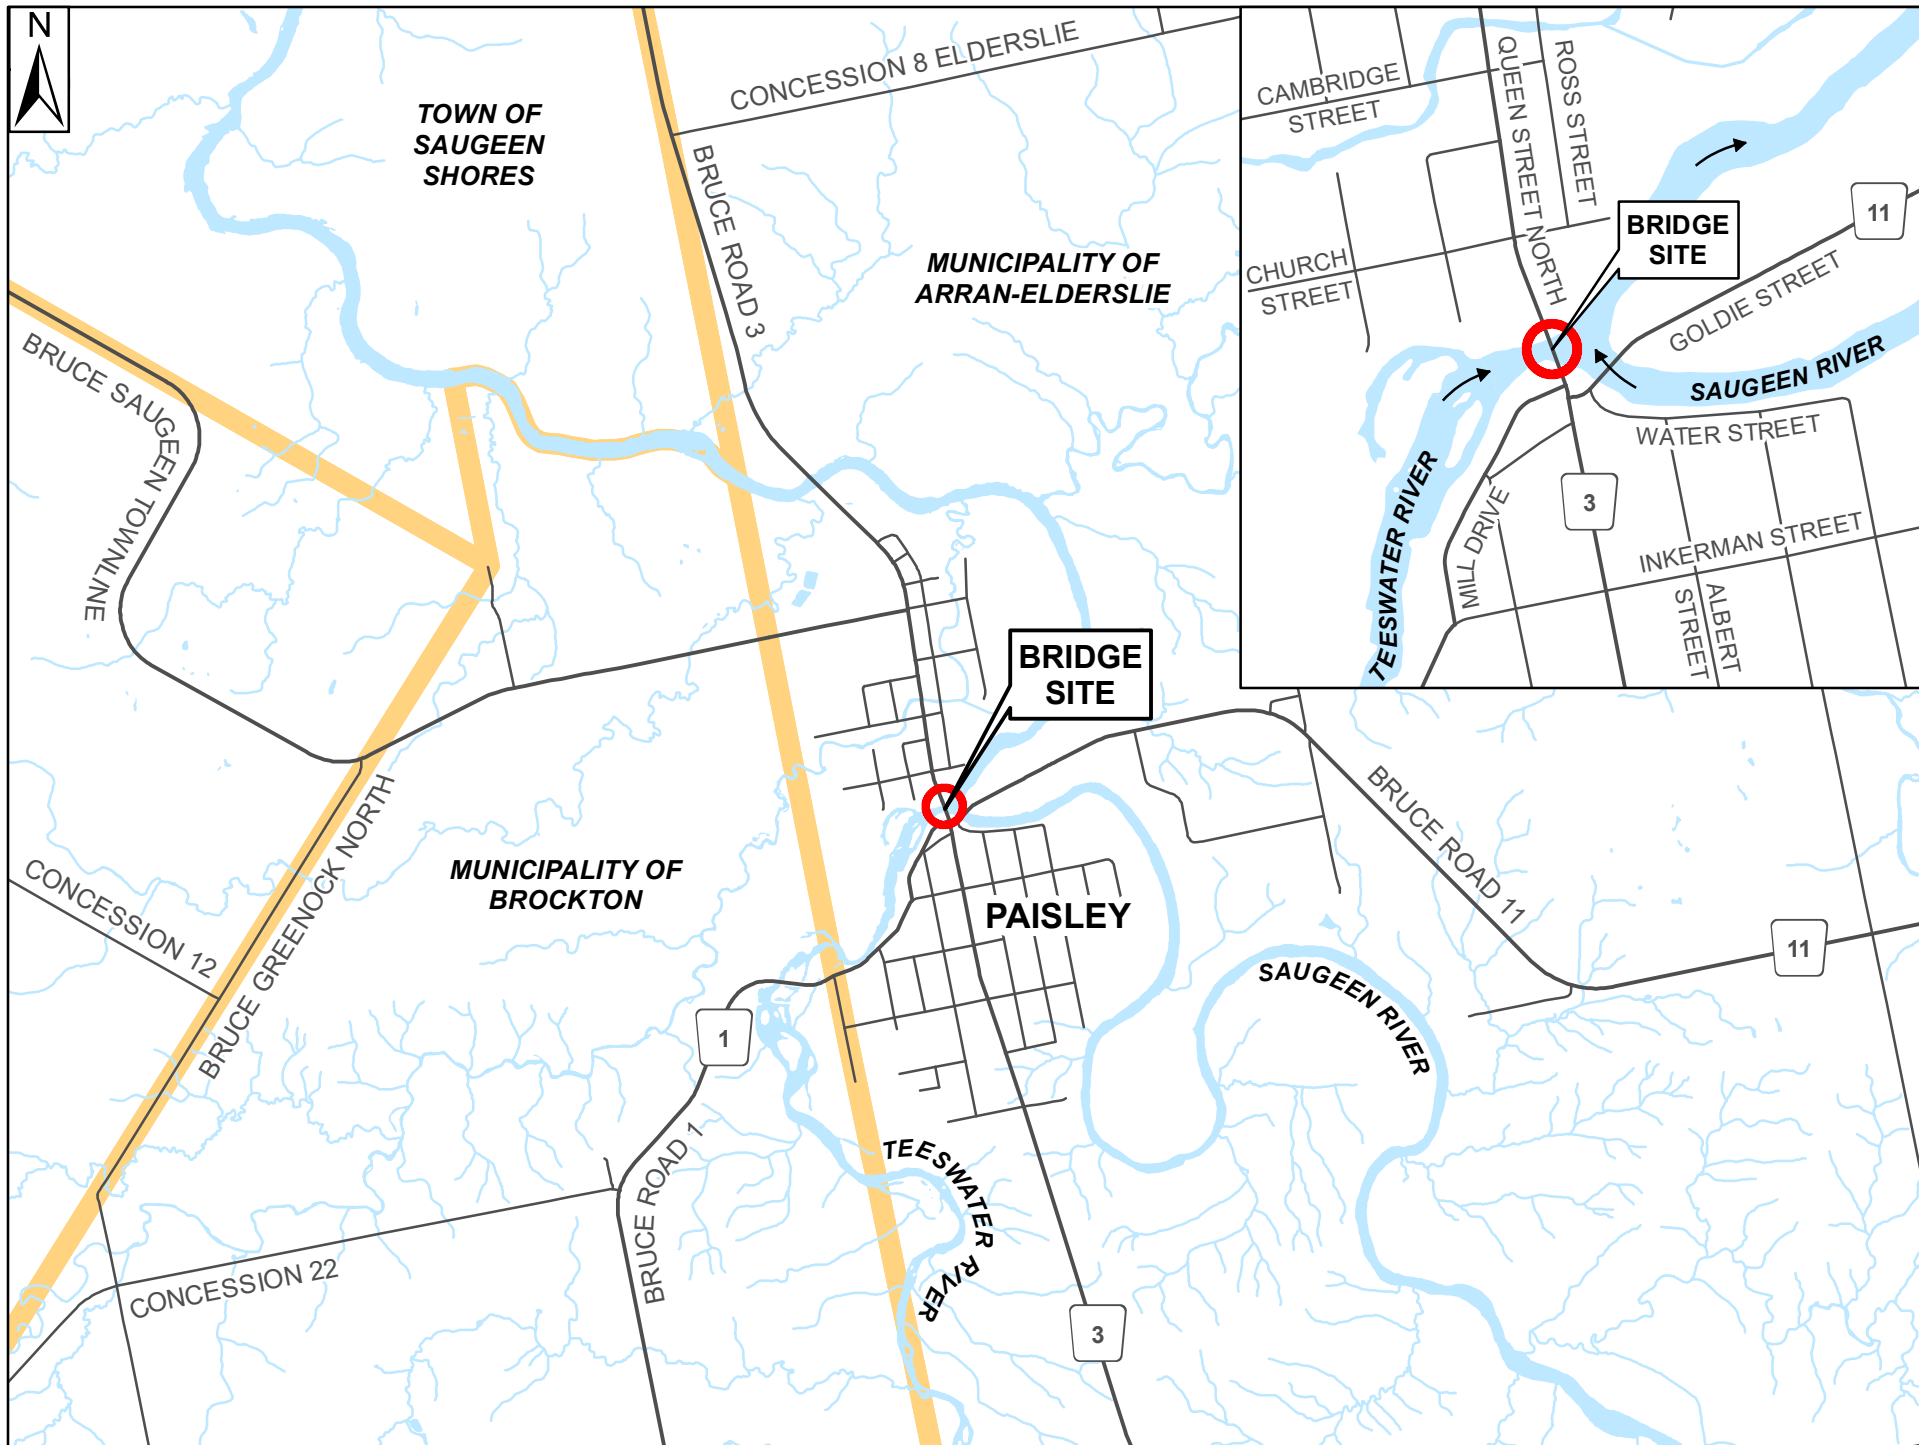 N
TOWN OF
SAUGEEN
SHORES
CONCESSION 8 ELDERSLIE
BRUCE ROAD 3
MUNICIPALITY OF
ARRAN-ELDERSLIE
BRUCE SAUGEEN TOWNLINE
BRIDGE
SITE
MUNICIPALITY OF
BROCKTON
PAISLEY
BRUCE ROAD 11
11
CONCESSION 12
BRUCE GREENOCK NORTH
SAUGEEN RIVER
1
BRUCE ROAD 1
TEESWATER RIVER
CONCESSION 22
3
CAMBRIDGE
STREET
QUEEN STREET NORTH
ROSS STREET
11
BRIDGE
SITE
CHURCH
STREET
GOLDIE STREET
SAUGEEN RIVER
WATER STREET
TEESWATER RIVER
MILL DRIVE
3
INKERMAN STREET
ALBERT
STREET